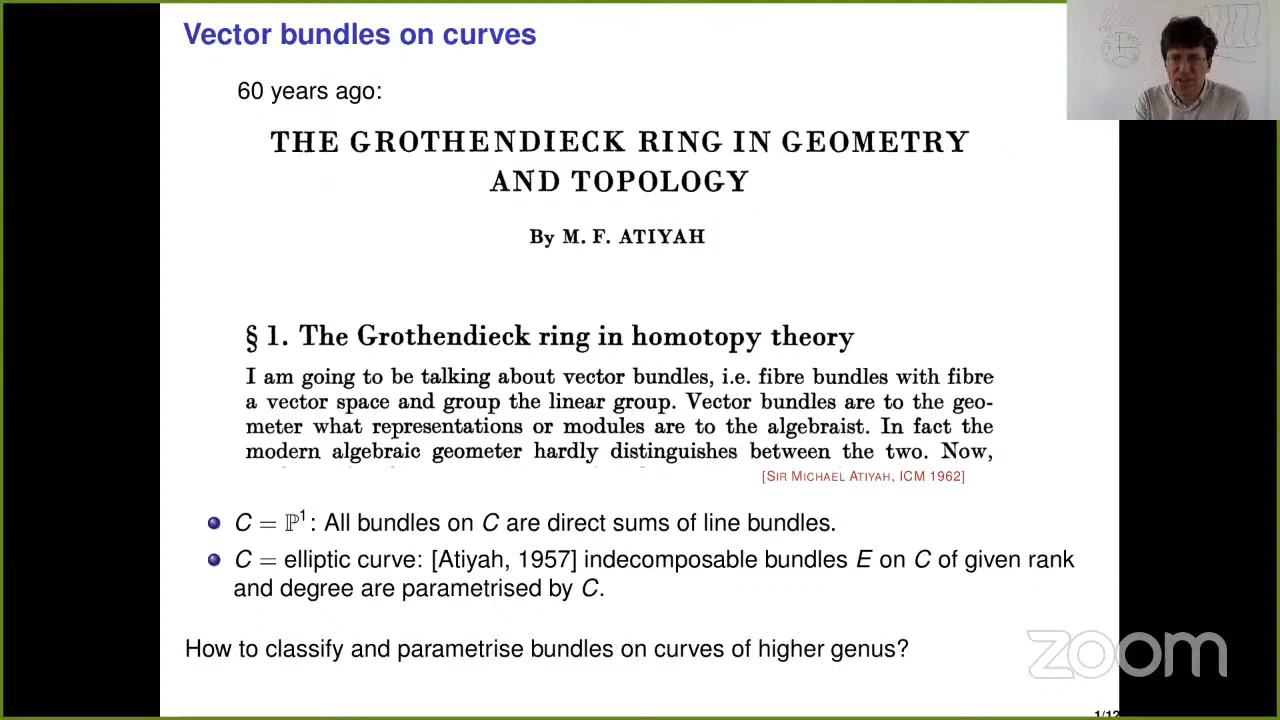 Vector bundles on curves
60 years ago:
THE GROTHENDIECK RING IN GEOMETRY
AND TOPOLOGY
By M. F. ATIYAH
§ 1. The Grothendieck ring in homotopy theory
I am going to be talking about vector bundles, i.e. fibre bundles with fibre
a vector space and group the linear group. Vector bundles are to the geo-
meter what representations or modules are to the algebraist. In fact the
modern algebraic geometer hardly distinguishes between the two. Now,
[SIR MICHAEL ATIYAH, ICM 1962]
C = ℙ¹: All bundles on C are direct sums of line bundles.
C = elliptic curve: [Atiyah, 1957] indecomposable bundles E on C of given rank
and degree are parametrised by C.
How to classify and parametrise bundles on curves of higher genus?
zoom
1/12